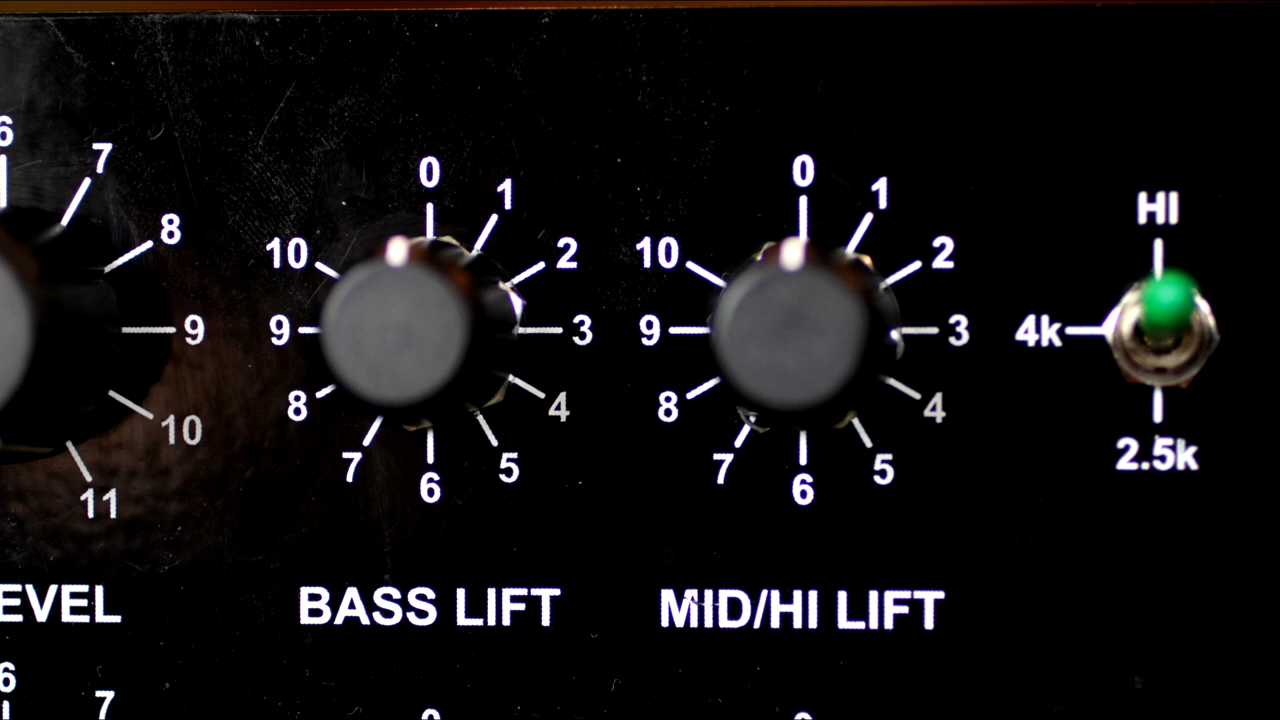 6 7 8 9 10 11
0 1 2 3 4 5 6 7 8 9 10
0 1 2 3 4 5 6 7 8 9 10
HI
4k
2.5k
EVEL
BASS LIFT
MID/HI LIFT
6 7
0
0